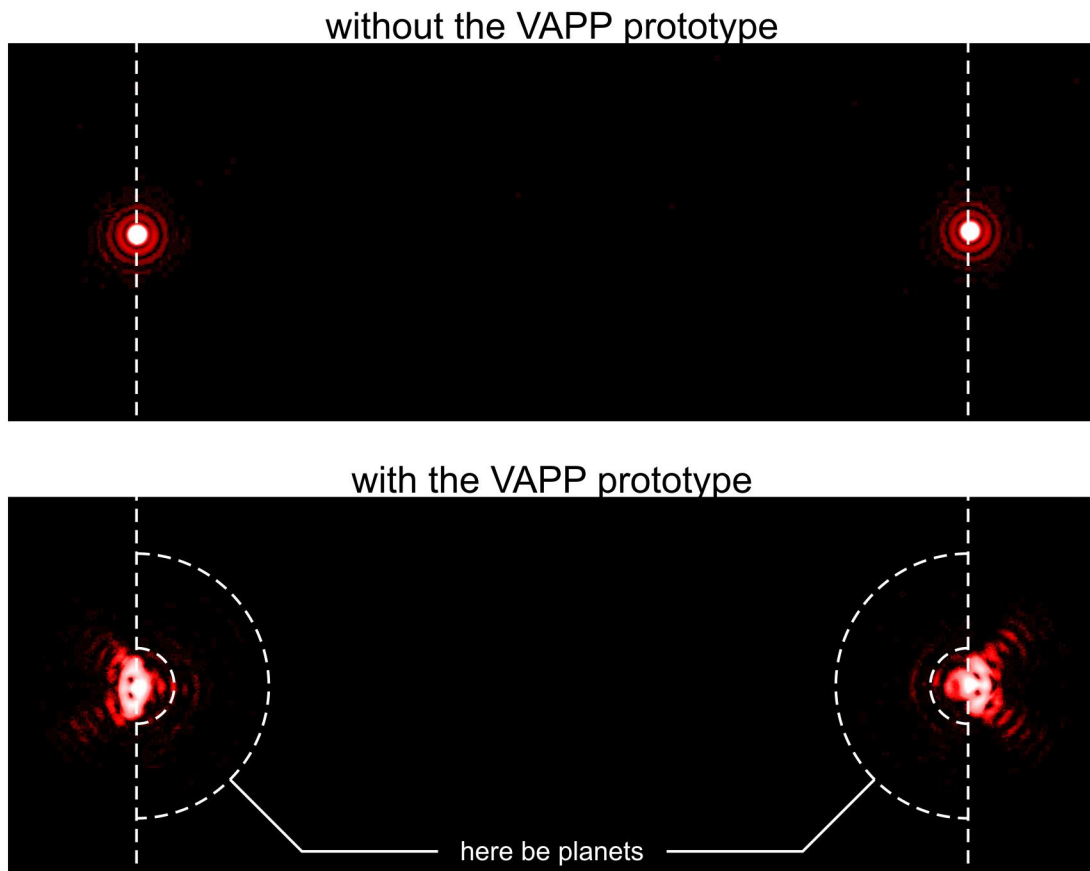 without the VAPP prototype
with the VAPP prototype
here be planets